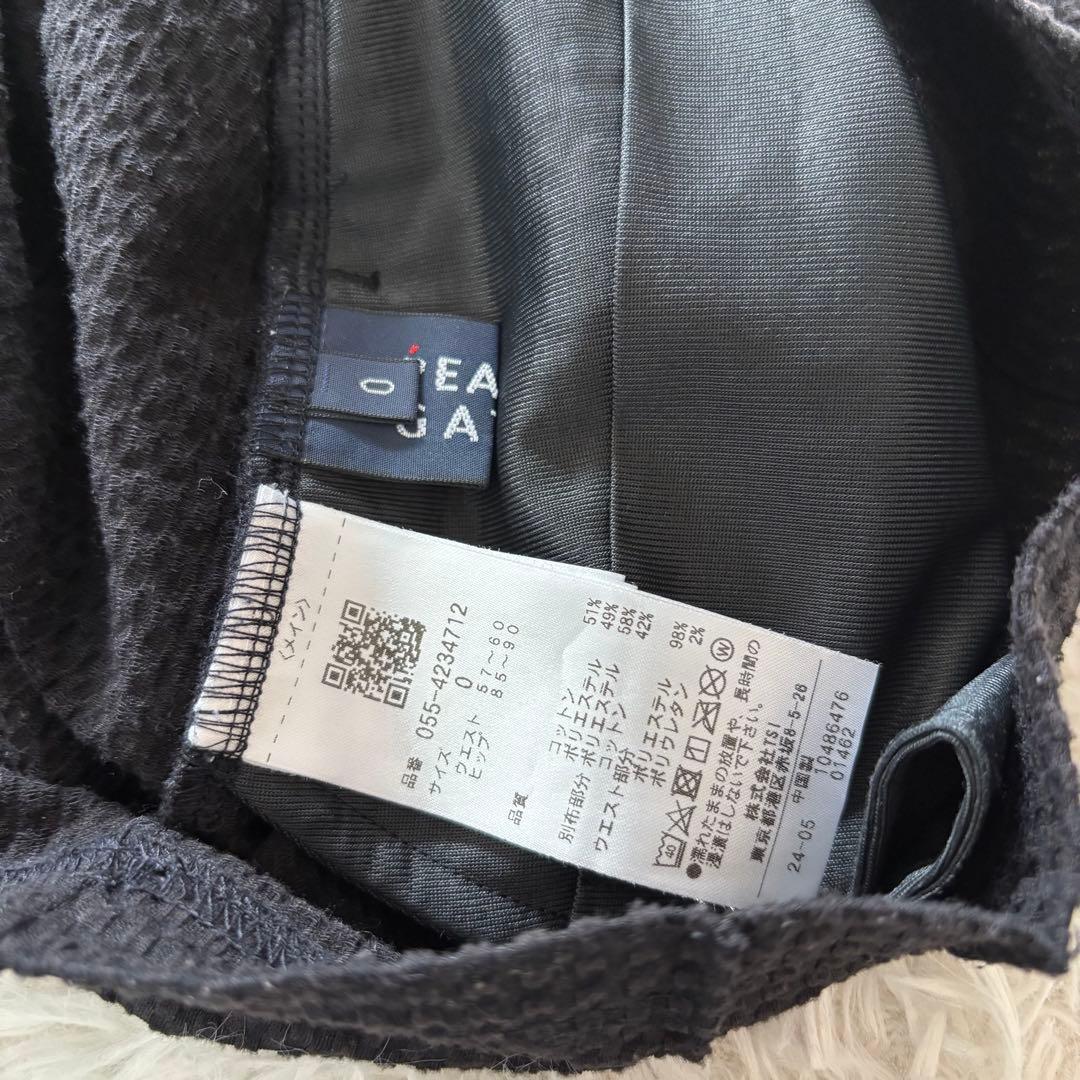 0
PEA
GA
〈メイン〉
品番 055-4234712
サイズ 0
ウエスト 57〜60
ヒップ 85〜90
品質
コットン 51%
ポリエステル 49%
別布部分 ポリエステル 58%
コットン 42%
ウエスト部分
ポリエステル 98%
ポリウレタン 2%
40
W
●濡れたままの放置や、長時間の
浸漬はしないで下さい。
株式会社TSI
東京都港区赤坂8-5-26
中国製 10486476
24-05 01462